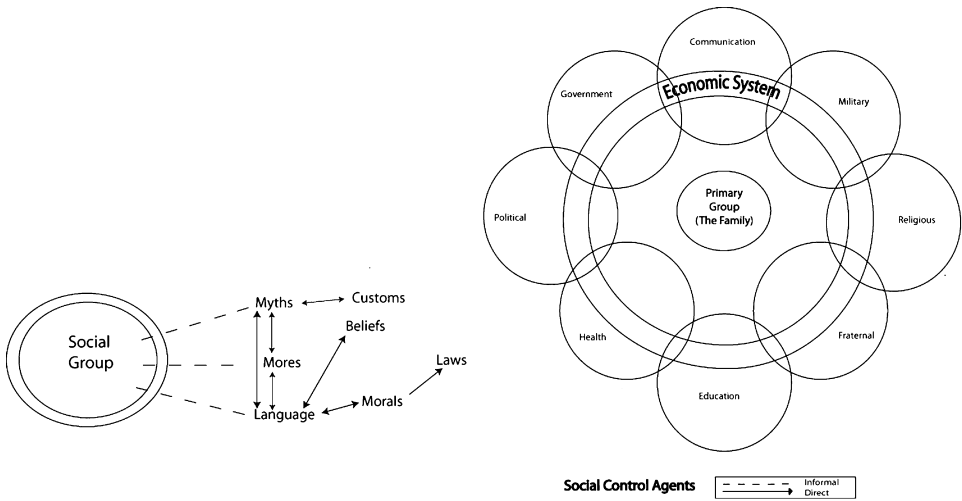 Social
Group
Myths
Customs
Beliefs
Mores
Laws
Language
Morals
Communication
Economic System
Government
Military
Primary
Group
(The Family)
Political
Religious
Health
Fraternal
Education
Social Control Agents
Informal
Direct